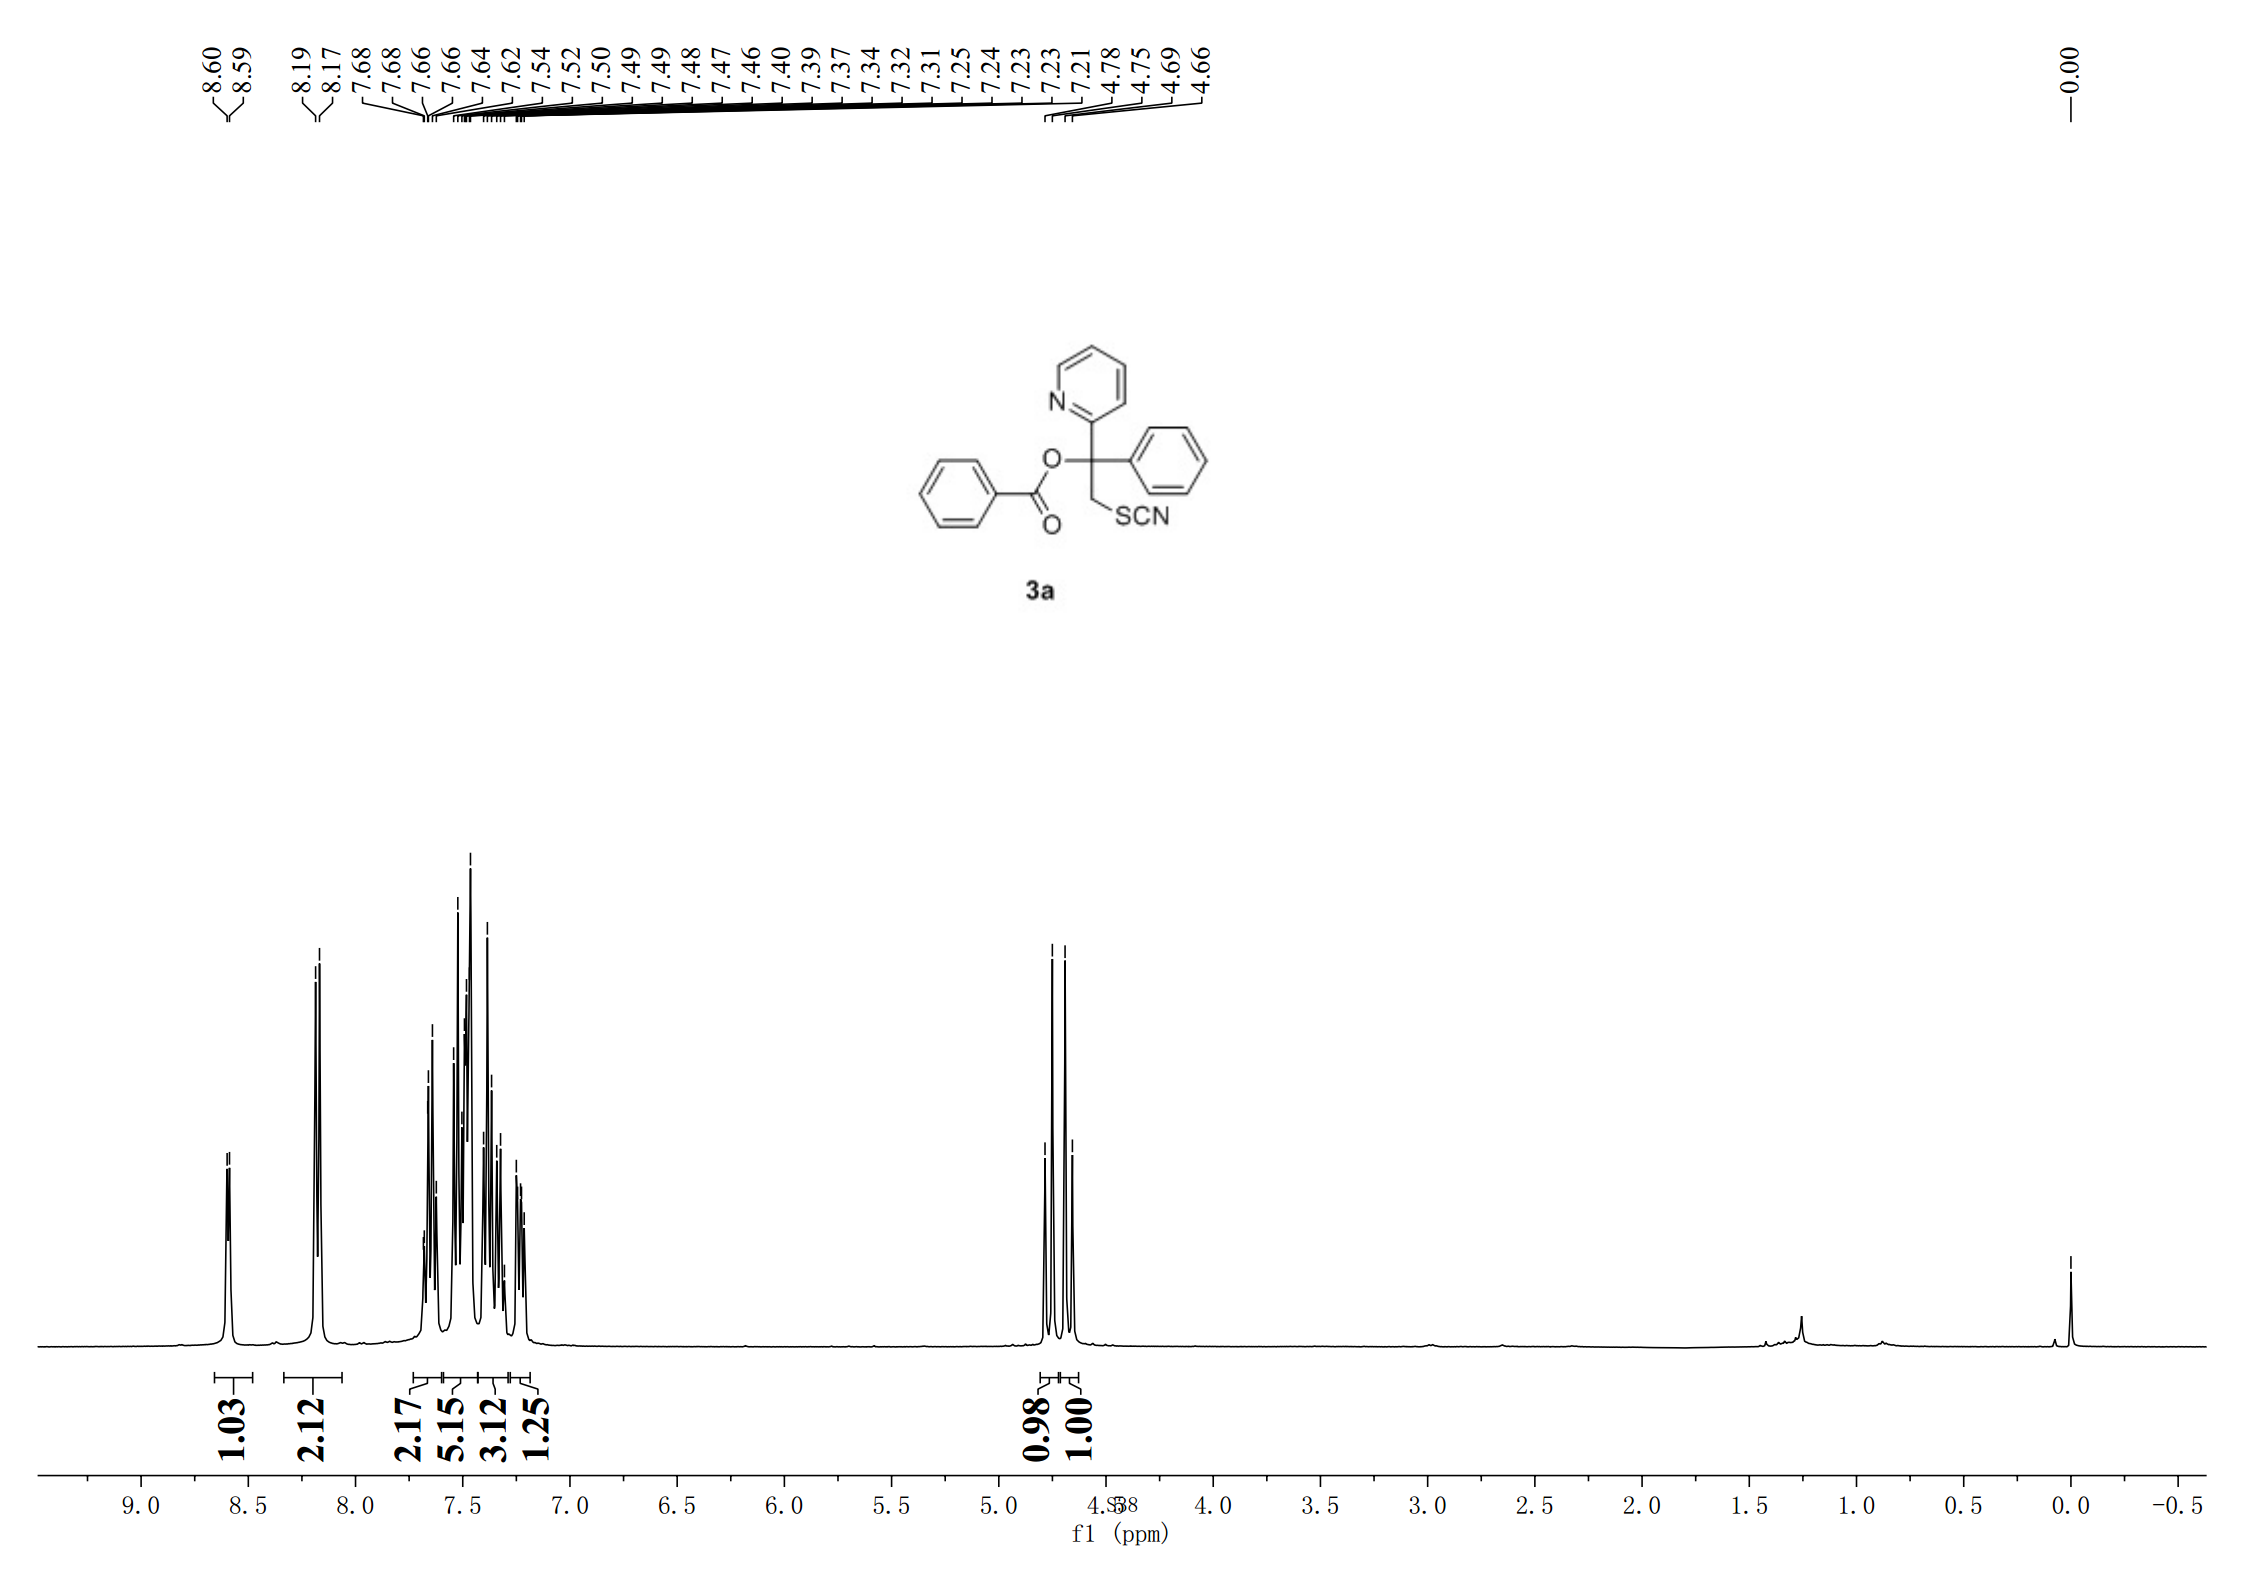 8.60 8.59 8.19 8.17 7.68 7.68 7.66 7.66 7.64 7.62 7.54 7.52 7.50 7.49 7.49 7.48 7.47 7.46 7.40 7.39 7.37 7.34 7.32 7.31 7.25 7.24 7.23 7.23 7.21 4.78 4.75 4.69 4.66 0.00
N
O
O
SCN
3a
1.03 2.12 2.17 5.15 3.12 1.25 0.98 1.00
9.0 8.5 8.0 7.5 7.0 6.5 6.0 5.5 5.0 4.5 4.0 3.5 3.0 2.5 2.0 1.5 1.0 0.5 0.0 -0.5
S38
f1 (ppm)